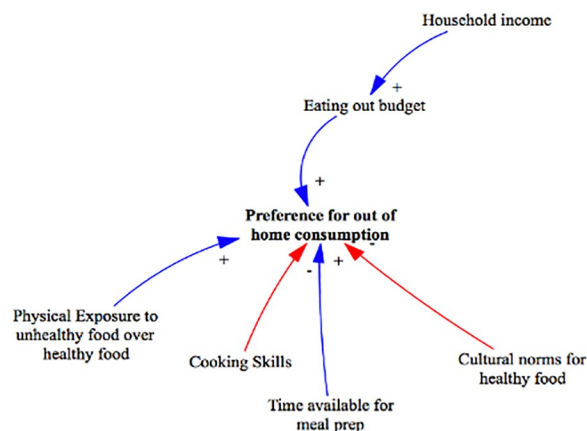 Household income
+
Eating out budget
+
Preference for out of
home consumption
-
+
-
+
Physical Exposure to
unhealthy food over
healthy food
Cooking Skills
Cultural norms for
healthy food
Time available for
meal prep